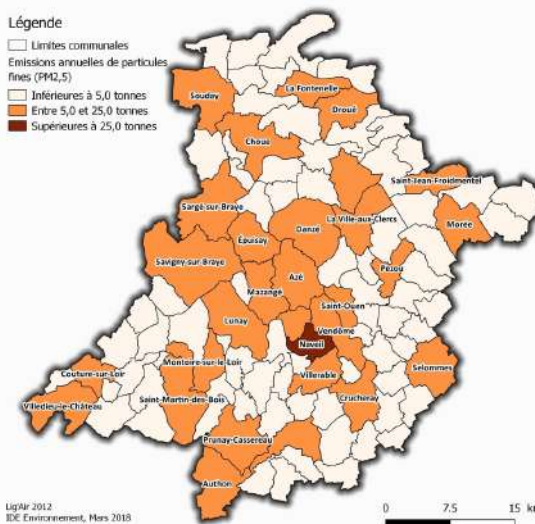 Légende
Limites communales
Emissions annuelles de particules
fines (PM2,5)
Inférieures à 5,0 tonnes
Entre 5,0 et 25,0 tonnes
Supérieures à 25,0 tonnes
Souday
La Fontenelle
Droué
Choue
Saint-Jean-Froidmentel
Sargé-sur-Braye
La Ville-aux-Clercs
Danzé
Morée
Épuisay
Savigny-sur-Braye
Pezou
Azé
Mazangé
Saint-Ouen
Lunay
Vendôme
Naveil
Montoire-sur-le-Loir
Couture-sur-Loir
Villerable
Selommes
Villedieu-le-Château
Saint-Martin-des-Bois
Crucheray
Prunay-Cassereau
Authon
Lig'Air 2012
IDE Environnement, Mars 2018
0 7.5 15 km